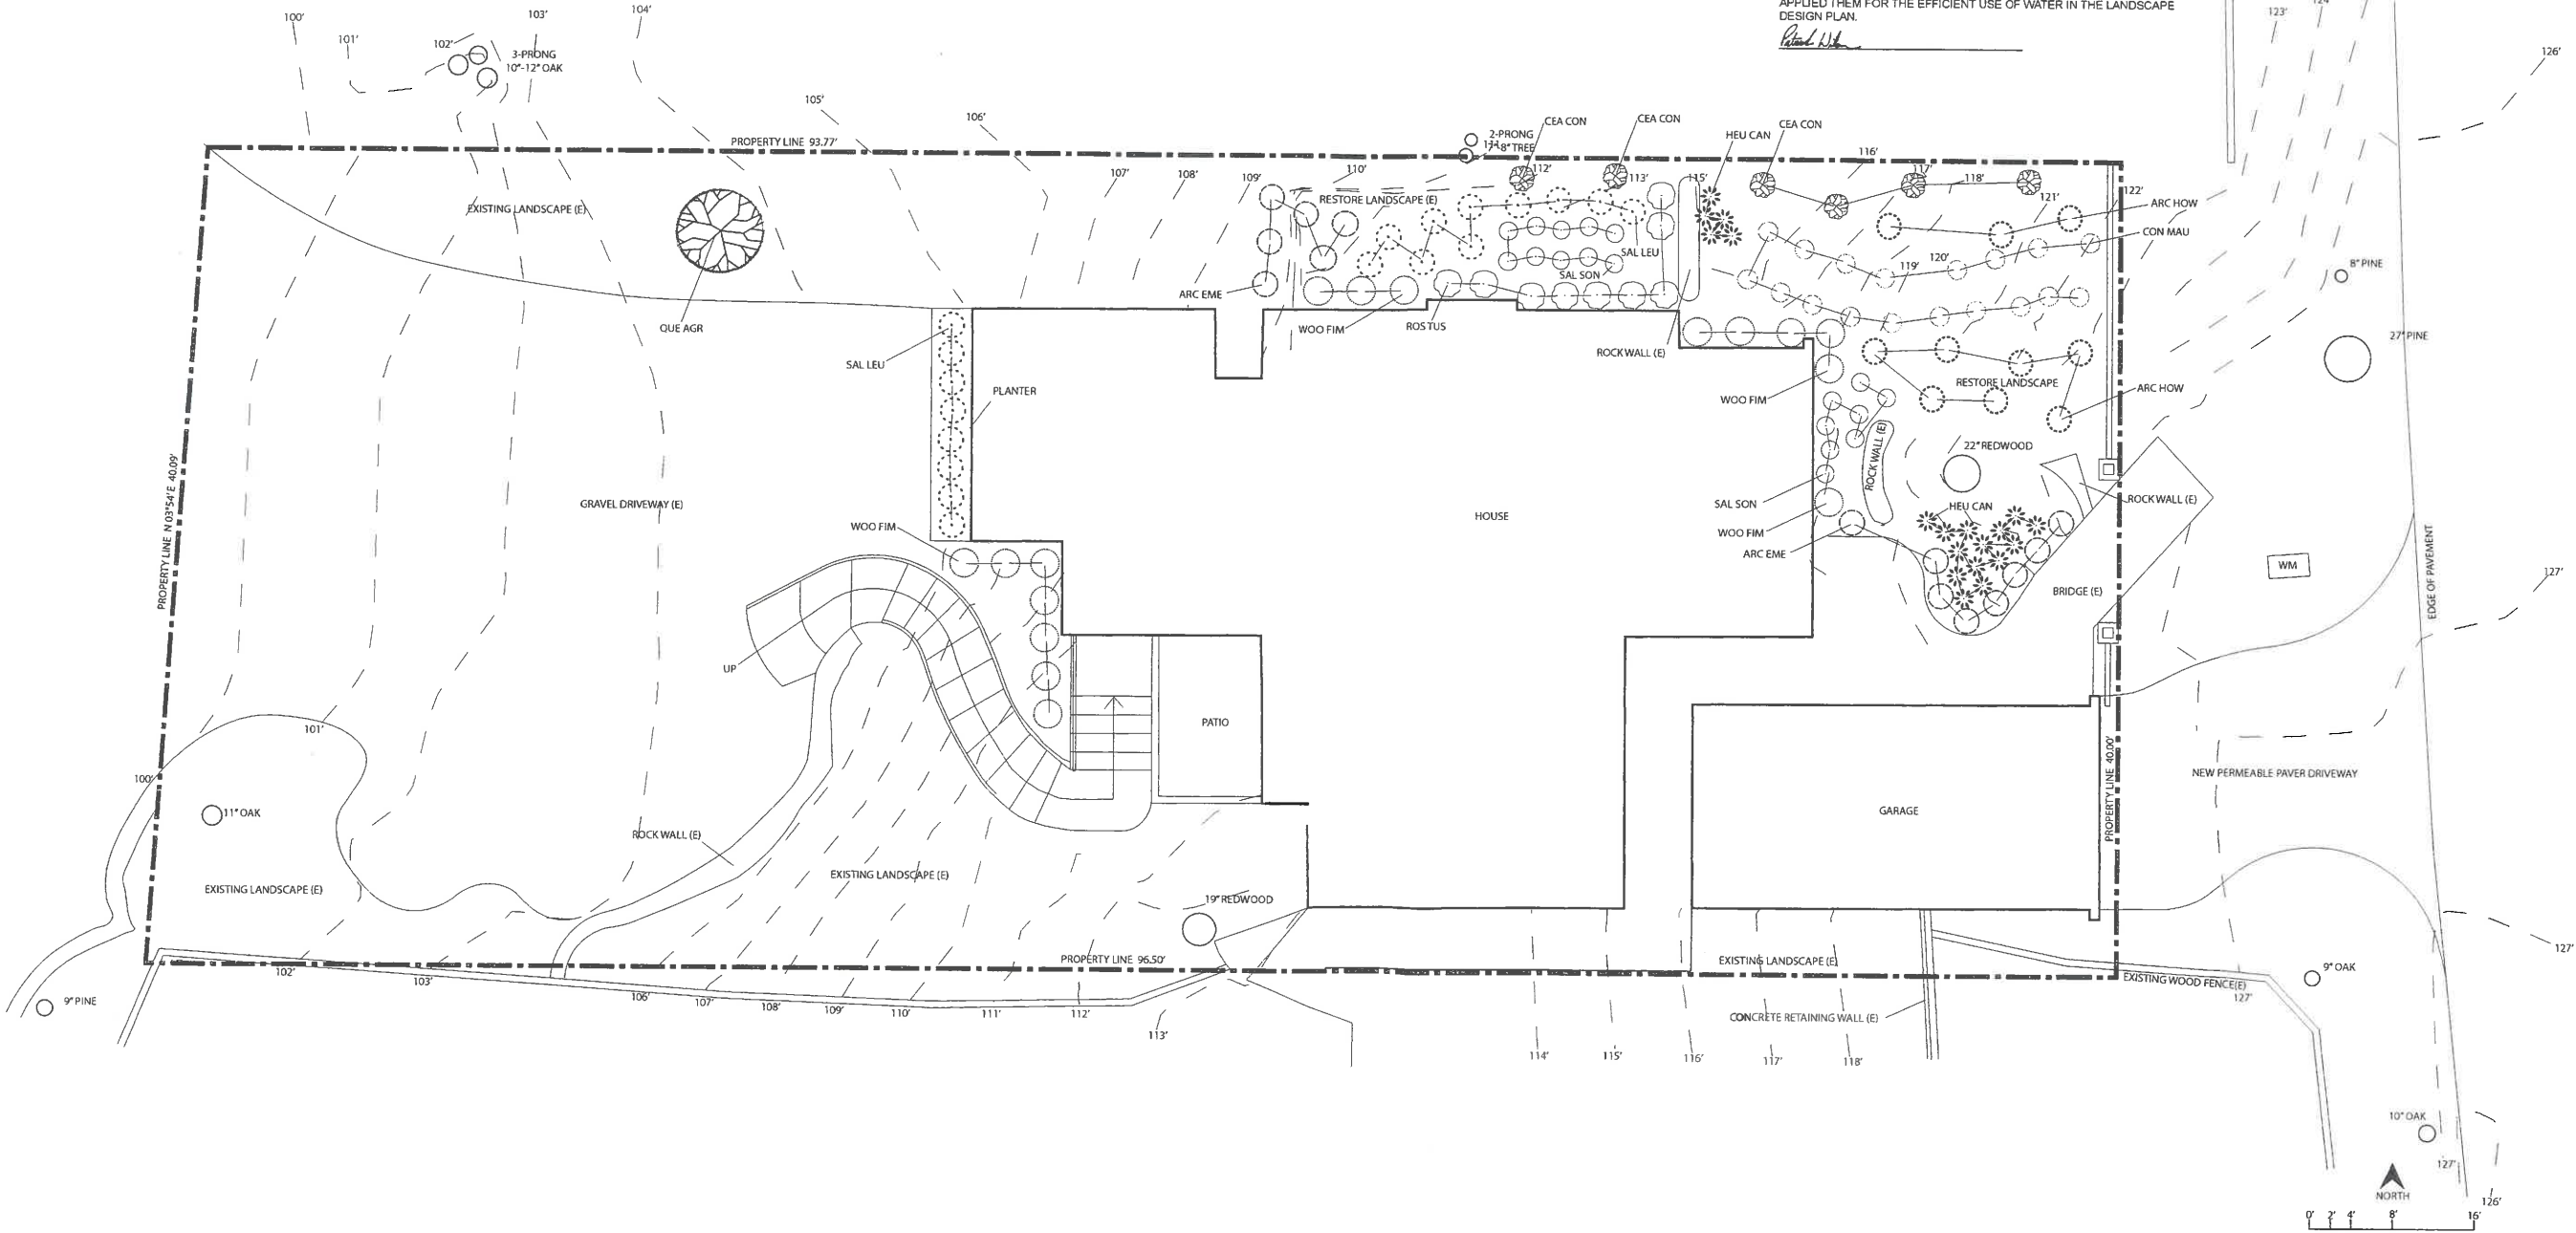 APPLIED THEM FOR THE EFFICIENT USE OF WATER IN THE LANDSCAPE
DESIGN PLAN.
100'
101'
102'
103'
104'
3-PRONG
10"-12" OAK
105'
106'
123'
124'
126'
PROPERTY LINE 93.77'
2-PRONG
7"-8" TREE
CEA CON
CEA CON
HEU CAN
CEA CON
107'
108'
109'
110'
112'
113'
115'
116'
117'
118'
121'
122'
EXISTING LANDSCAPE (E)
RESTORE LANDSCAPE (E)
ARC HOW
CON MAU
SAL LEU
SAL SON
119'
120'
8" PINE
ARC EME
QUE AGR
WOO FIM
ROS TUS
27" PINE
ROCK WALL (E)
SAL LEU
PLANTER
RESTORE LANDSCAPE
WOO FIM
ARC HOW
ROCK WALL (E)
22" REDWOOD
PROPERTY LINE N 03°54' E 40.09'
GRAVEL DRIVEWAY (E)
SAL SON
HEU CAN
ROCK WALL (E)
HOUSE
WOO FIM
WOO FIM
ARC EME
EDGE OF PAVEMENT
WM
127'
BRIDGE (E)
UP
PATIO
101'
100'
PROPERTY LINE 40.00'
NEW PERMEABLE PAVER DRIVEWAY
11" OAK
GARAGE
ROCK WALL (E)
EXISTING LANDSCAPE (E)
EXISTING LANDSCAPE (E)
19" REDWOOD
127'
PROPERTY LINE 96.50'
EXISTING LANDSCAPE (E)
9" OAK
102'
103'
EXISTING WOOD FENCE(E)
127'
9" PINE
106'
107'
108'
109'
110'
111'
112'
113'
CONCRETE RETAINING WALL (E)
114'
115'
116'
117'
118'
10" OAK
127'
NORTH
126'
0' 2' 4' 8' 16'